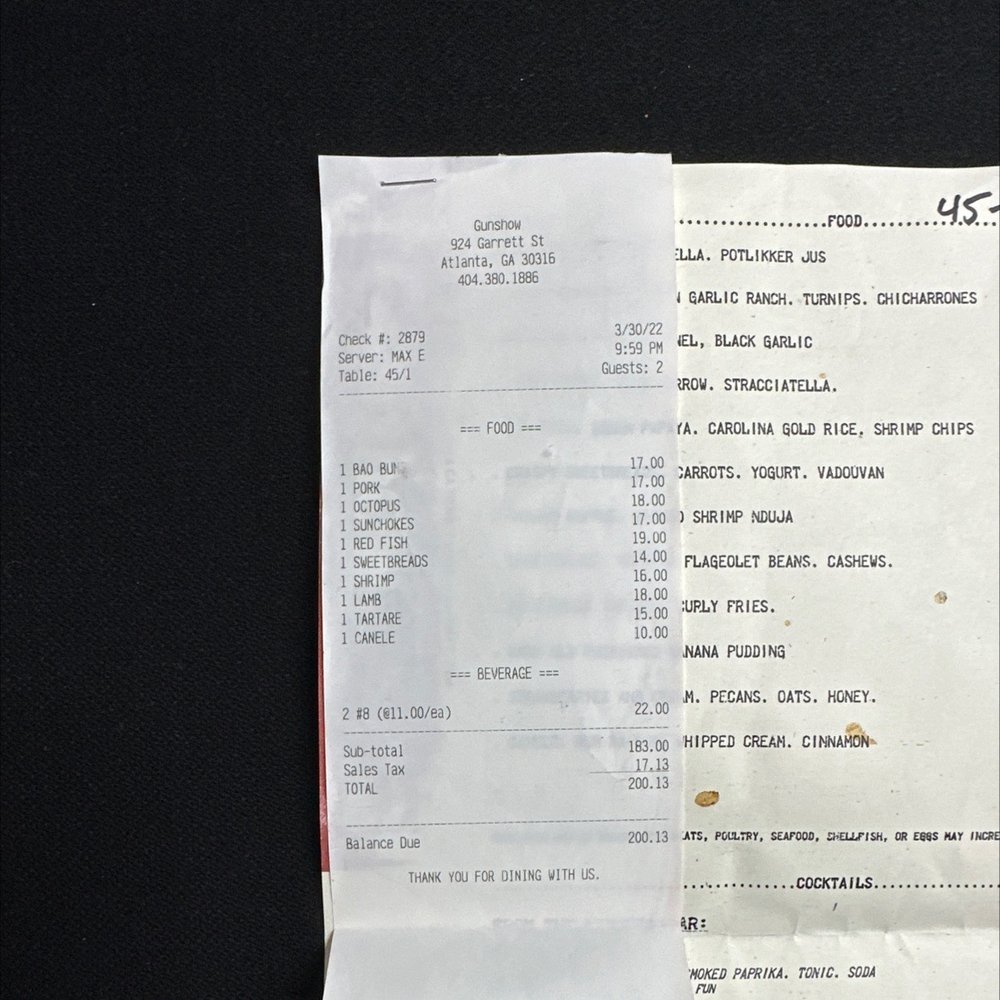 Gunshow
924 Garrett St
Atlanta, GA 30316
404.380.1886
Check #: 2879 3/30/22
Server: MAX E 9:59 PM
Table: 45/1 Guests: 2
=== FOOD ===
1 BAO BUN 17.00
1 PORK 17.00
1 OCTOPUS 18.00
1 SUNCHOKES 17.00
1 RED FISH 19.00
1 SWEETBREADS 14.00
1 SHRIMP 16.00
1 LAMB 18.00
1 TARTARE 15.00
1 CANELE 10.00
=== BEVERAGE ===
2 #8 (@11.00/ea) 22.00
Sub-total 183.00
Sales Tax 17.13
TOTAL 200.13
Balance Due 200.13
THANK YOU FOR DINING WITH US.
FOOD 45-
ELLA. POTLIKKER JUS
GARLIC RANCH. TURNIPS. CHICHARRONES
NEL, BLACK GARLIC
RROW. STRACCIATELLA.
YA. CAROLINA GOLD RICE, SHRIMP CHIPS
CARROTS. YOGURT. VADOUVAN
SHRIMP NDUJA
FLAGEOLET BEANS. CASHEWS.
CURLY FRIES.
NANA PUDDING
M. PECANS. OATS. HONEY.
HIPPED CREAM. CINNAMON
ATS, POULTRY, SEAFOOD, SHELLFISH, OR EGGS MAY INCRE
COCKTAILS
AR:
MOKED PAPRIKA. TONIC. SODA
FUN